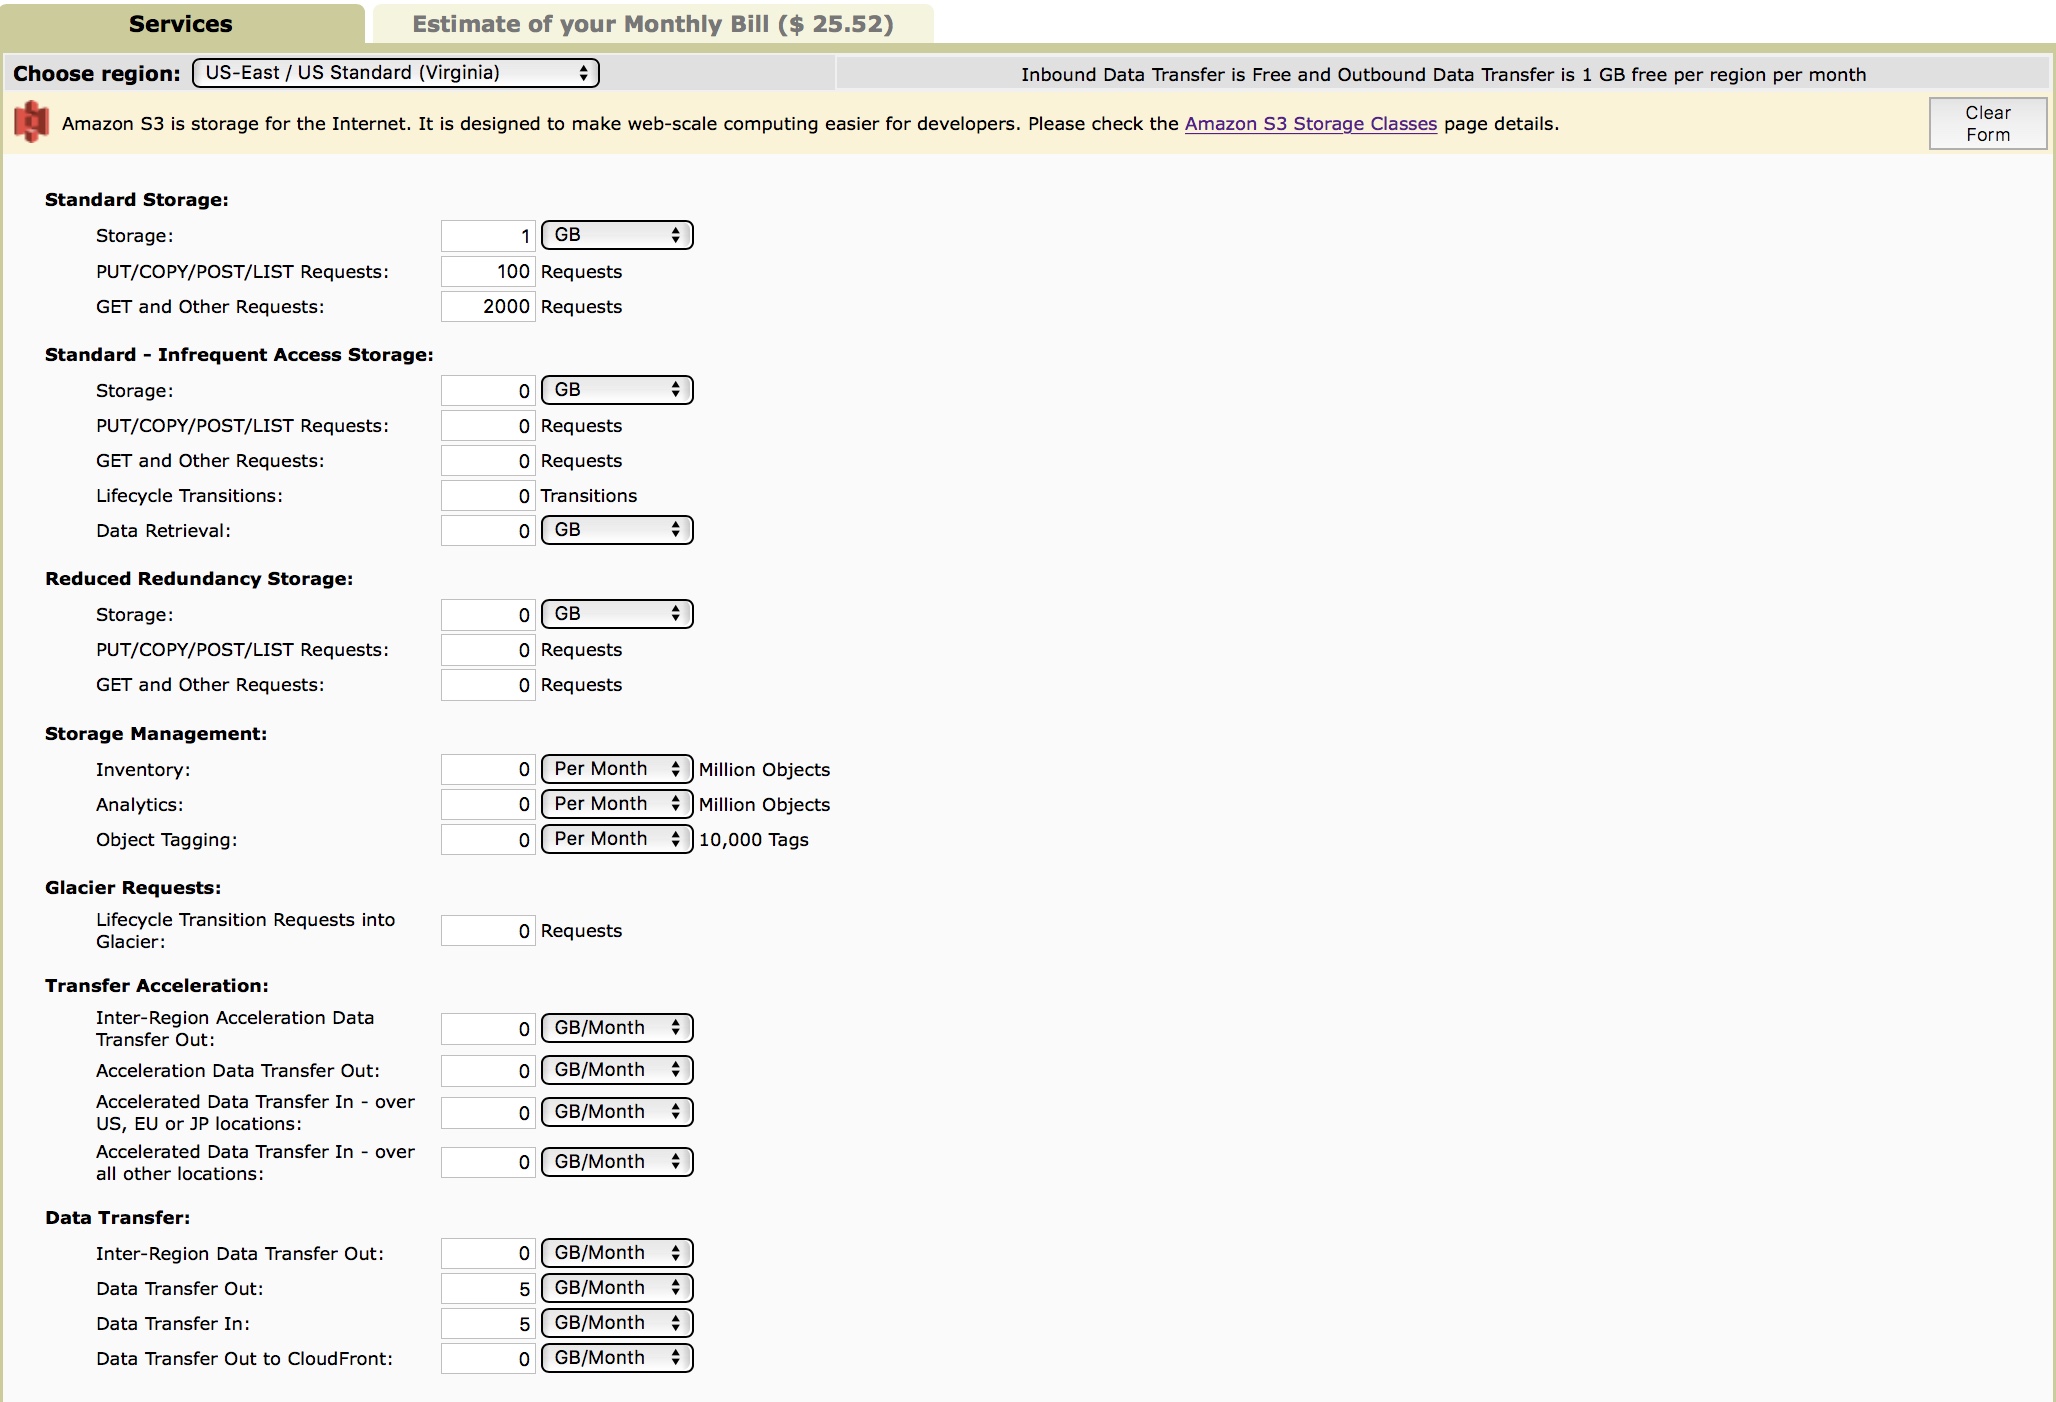 Services
Estimate of your Monthly Bill ($ 25.52)
Choose region: US-East / US Standard (Virginia)
Inbound Data Transfer is Free and Outbound Data Transfer is 1 GB free per region per month
Amazon S3 is storage for the Internet. It is designed to make web-scale computing easier for developers. Please check the Amazon S3 Storage Classes page details.
Clear
Form
Standard Storage:
Storage: 1 GB
PUT/COPY/POST/LIST Requests: 100 Requests
GET and Other Requests: 2000 Requests
Standard - Infrequent Access Storage:
Storage: 0 GB
PUT/COPY/POST/LIST Requests: 0 Requests
GET and Other Requests: 0 Requests
Lifecycle Transitions: 0 Transitions
Data Retrieval: 0 GB
Reduced Redundancy Storage:
Storage: 0 GB
PUT/COPY/POST/LIST Requests: 0 Requests
GET and Other Requests: 0 Requests
Storage Management:
Inventory: 0 Per Month Million Objects
Analytics: 0 Per Month Million Objects
Object Tagging: 0 Per Month 10,000 Tags
Glacier Requests:
Lifecycle Transition Requests into
Glacier: 0 Requests
Transfer Acceleration:
Inter-Region Acceleration Data
Transfer Out: 0 GB/Month
Acceleration Data Transfer Out: 0 GB/Month
Accelerated Data Transfer In - over
US, EU or JP locations: 0 GB/Month
Accelerated Data Transfer In - over
all other locations: 0 GB/Month
Data Transfer:
Inter-Region Data Transfer Out: 0 GB/Month
Data Transfer Out: 5 GB/Month
Data Transfer In: 5 GB/Month
Data Transfer Out to CloudFront: 0 GB/Month